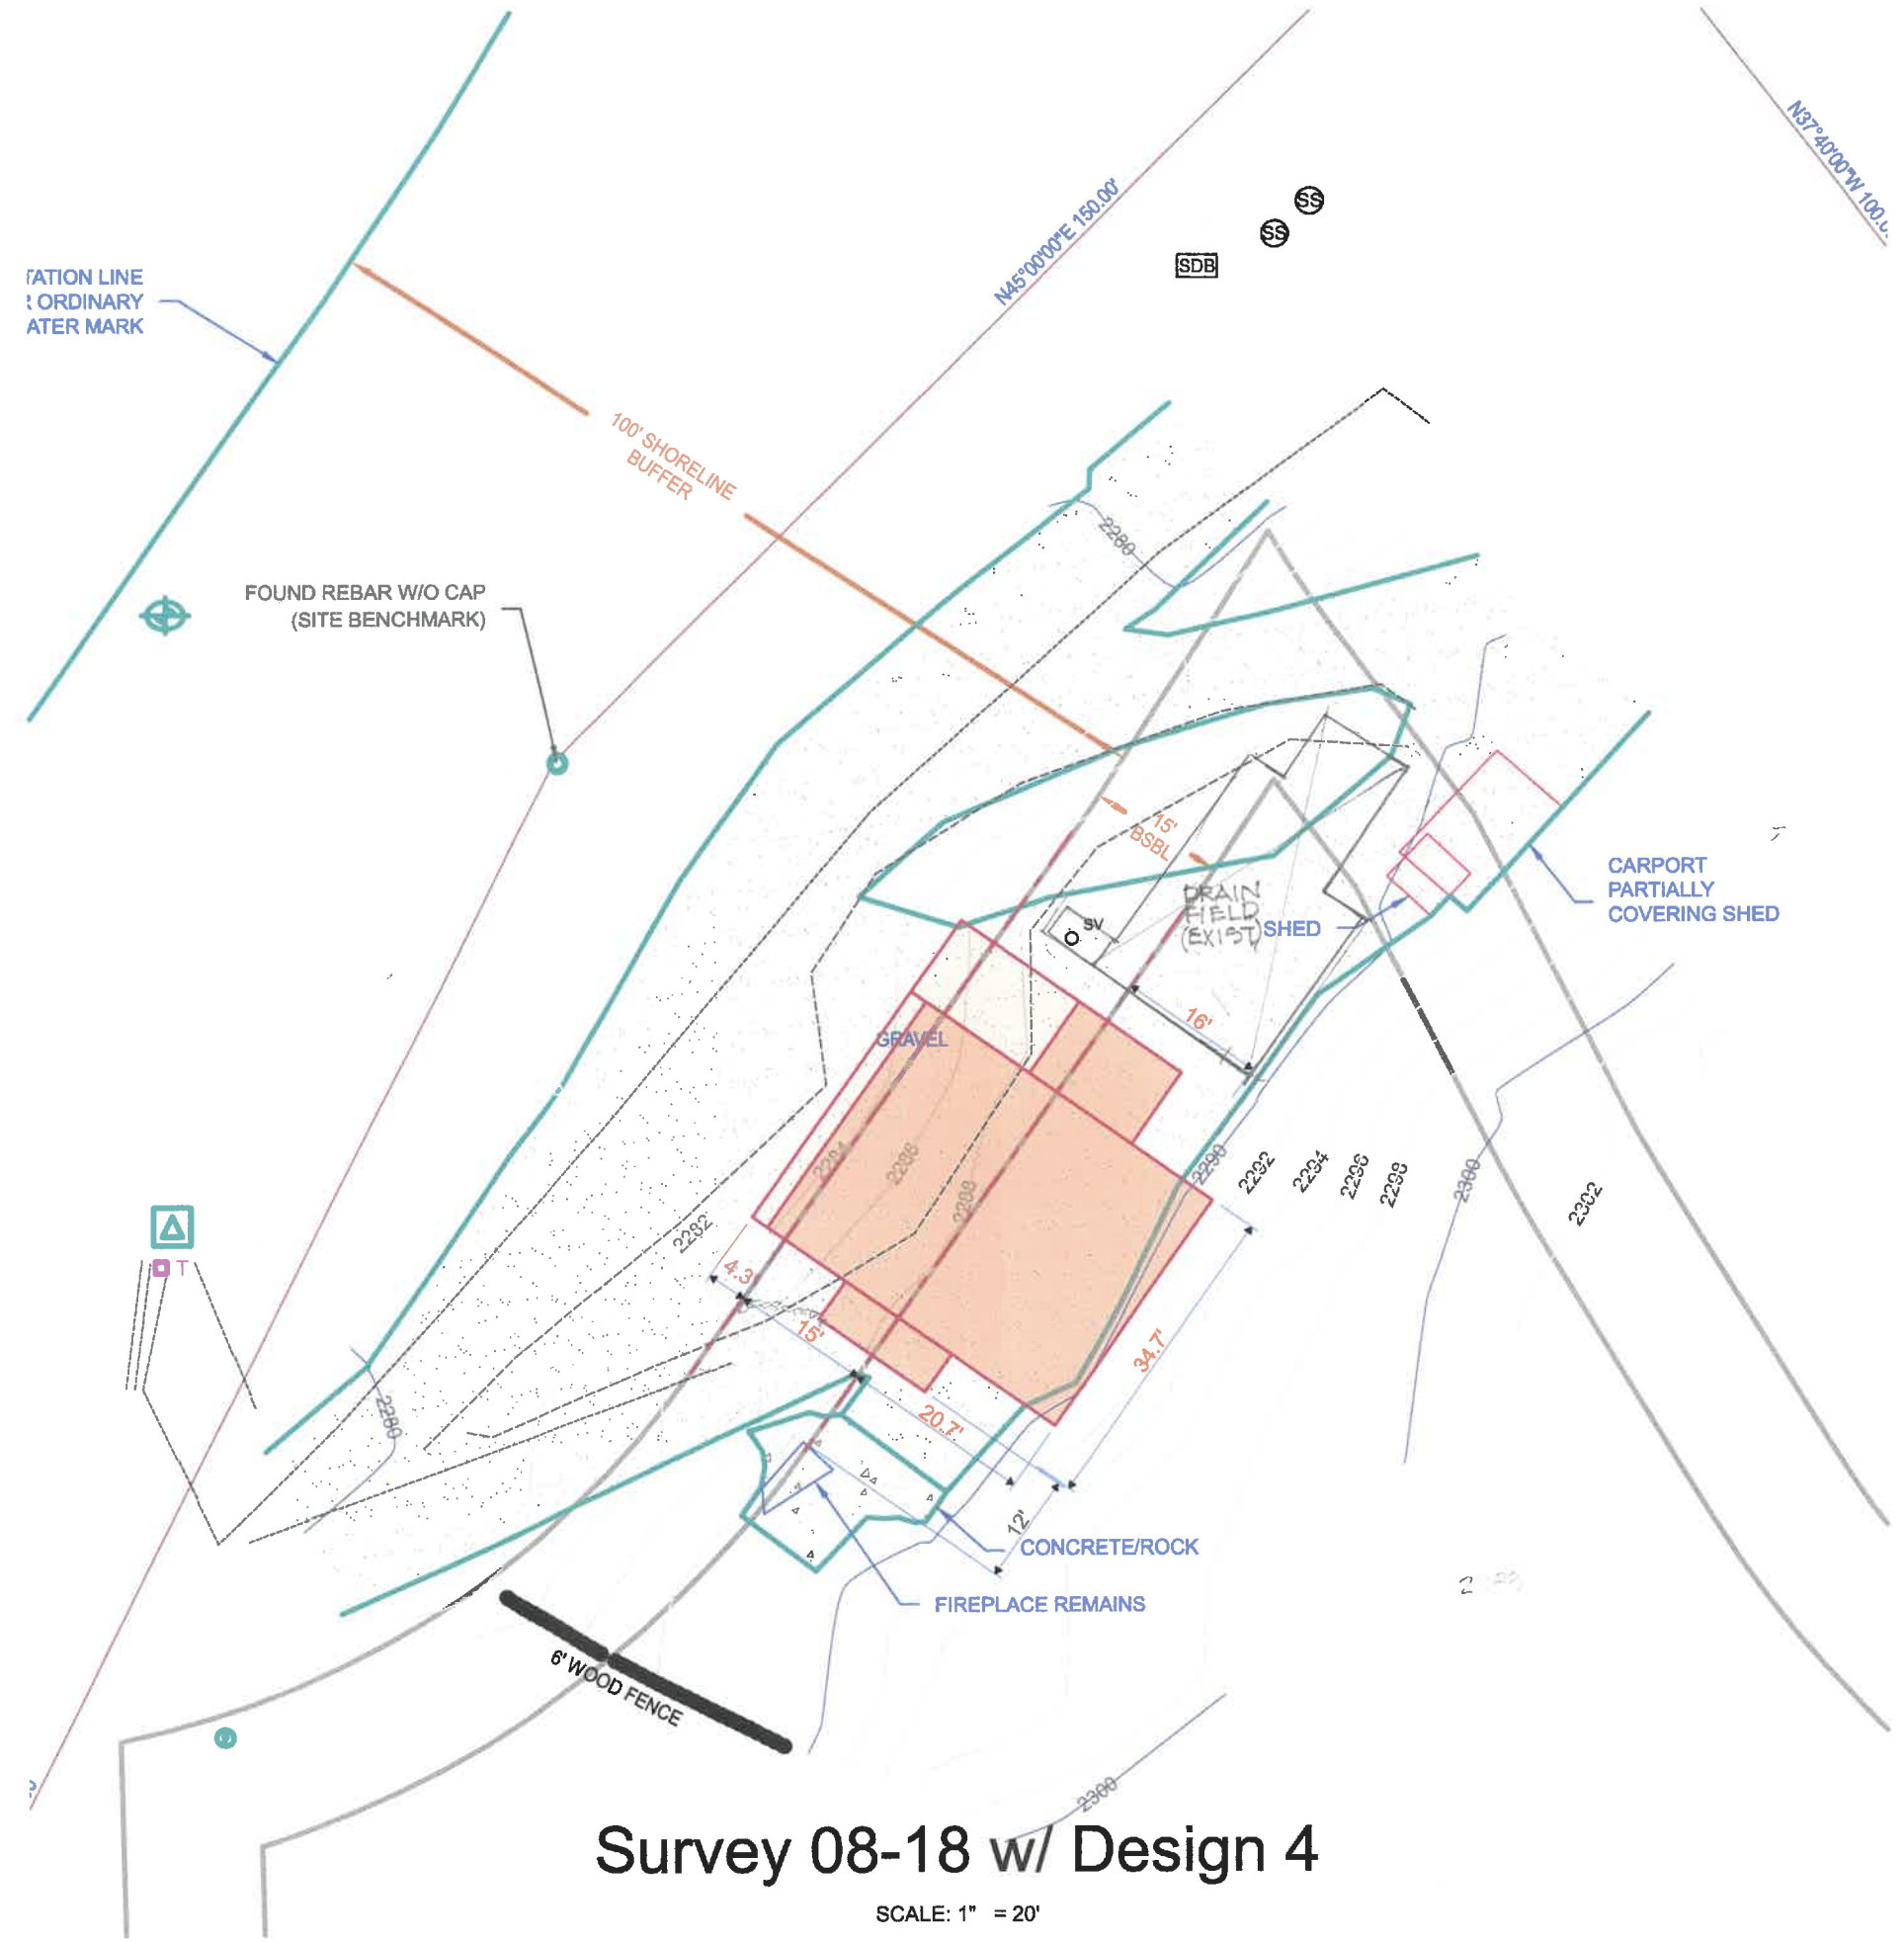 N37°40'00"W 100.0
N45°00'00"E 150.00'
SS
SS
SDB
TATION LINE
ORDINARY
ATER MARK
100' SHORELINE
BUFFER
2280
FOUND REBAR W/O CAP
(SITE BENCHMARK)
15'
BSBL
CARPORT
PARTIALLY
COVERING SHED
DRAIN
FIELD
(EXIST)
SHED
SV
16'
GRAVEL
2284
2286
2288
2290
2292
2294
2296
2298
2300
2302
2282
T
4.3'
15'
34.7'
20.7'
12'
2280
CONCRETE/ROCK
FIREPLACE REMAINS
6' WOOD FENCE
2300
Survey 08-18 w/ Design 4
SCALE: 1" = 20'